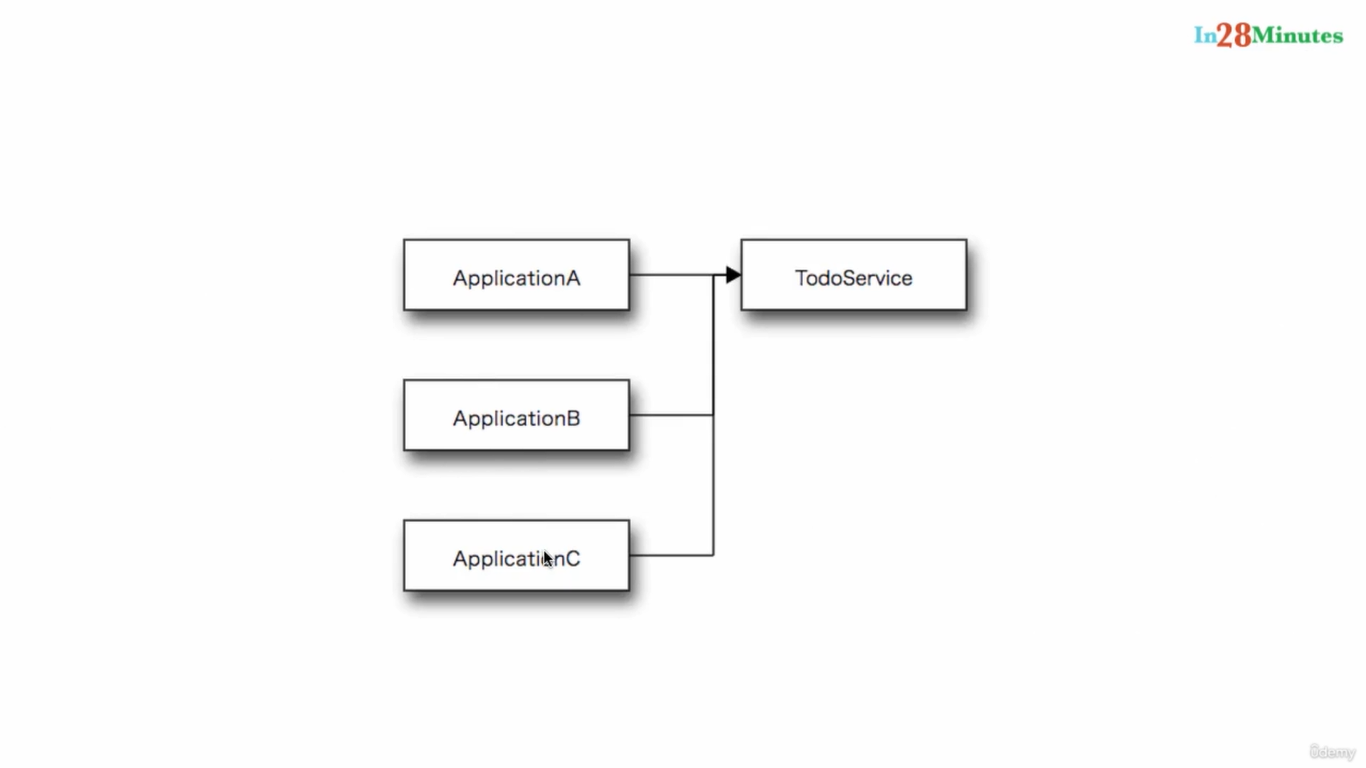 In28Minutes
ApplicationA
TodoService
ApplicationB
ApplicationC
ûdemy